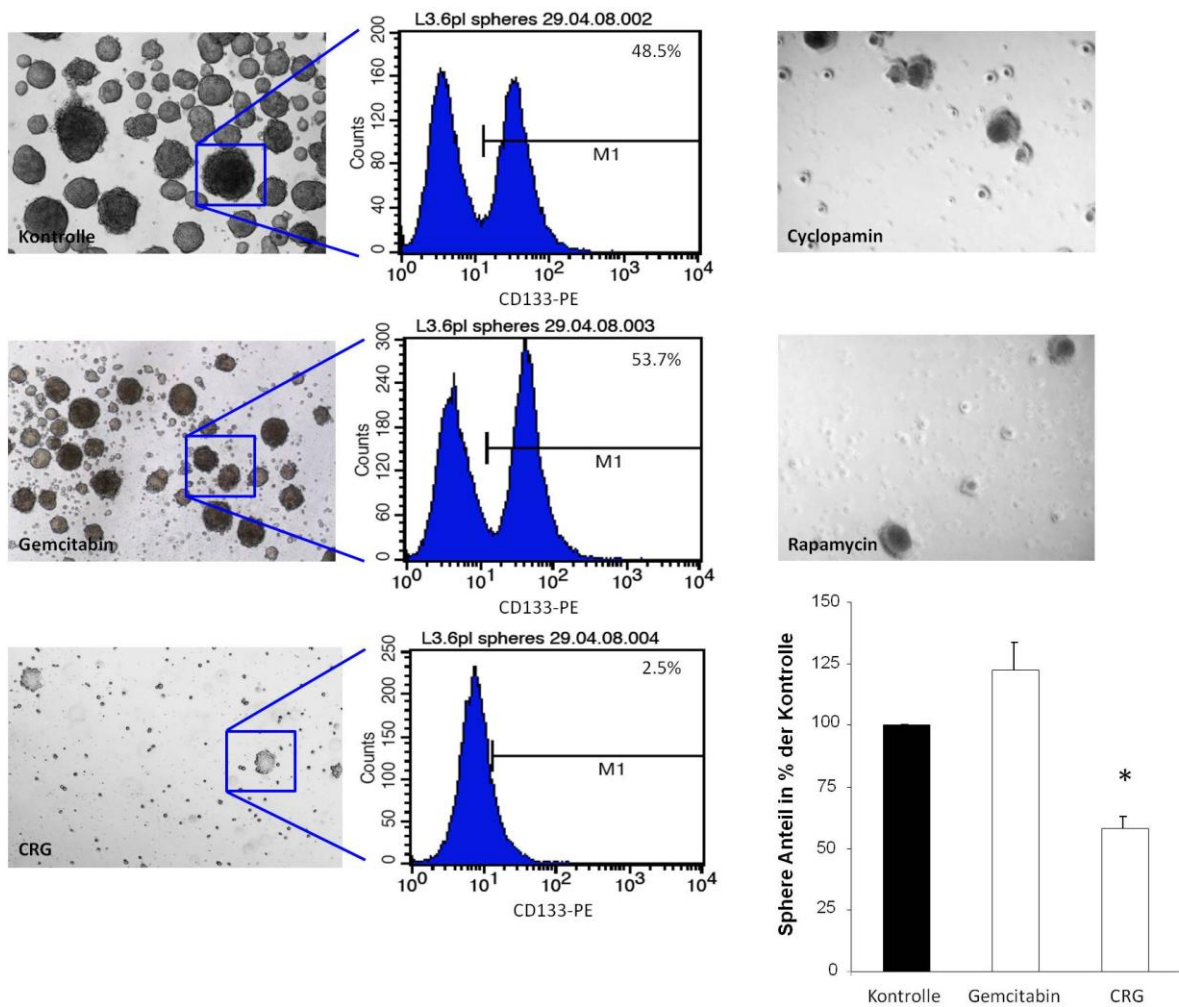 L3.6pl spheres 29.04.08.002
200
160
120
80
40
0
Counts
48.5%
M1
10^0 10^1 10^2 10^3 10^4
CD133-PE
Kontrolle
Cyclopamin
L3.6pl spheres 29.04.08.003
300
240
180
120
60
0
Counts
53.7%
M1
10^0 10^1 10^2 10^3 10^4
CD133-PE
Gemcitabin
Rapamycin
L3.6pl spheres 29.04.08.004
250
200
150
100
50
0
Counts
2.5%
M1
10^0 10^1 10^2 10^3 10^4
CD133-PE
CRG
Sphere Anteil in % der Kontrolle
150
125
100
75
50
25
0
*
Kontrolle Gemcitabin CRG